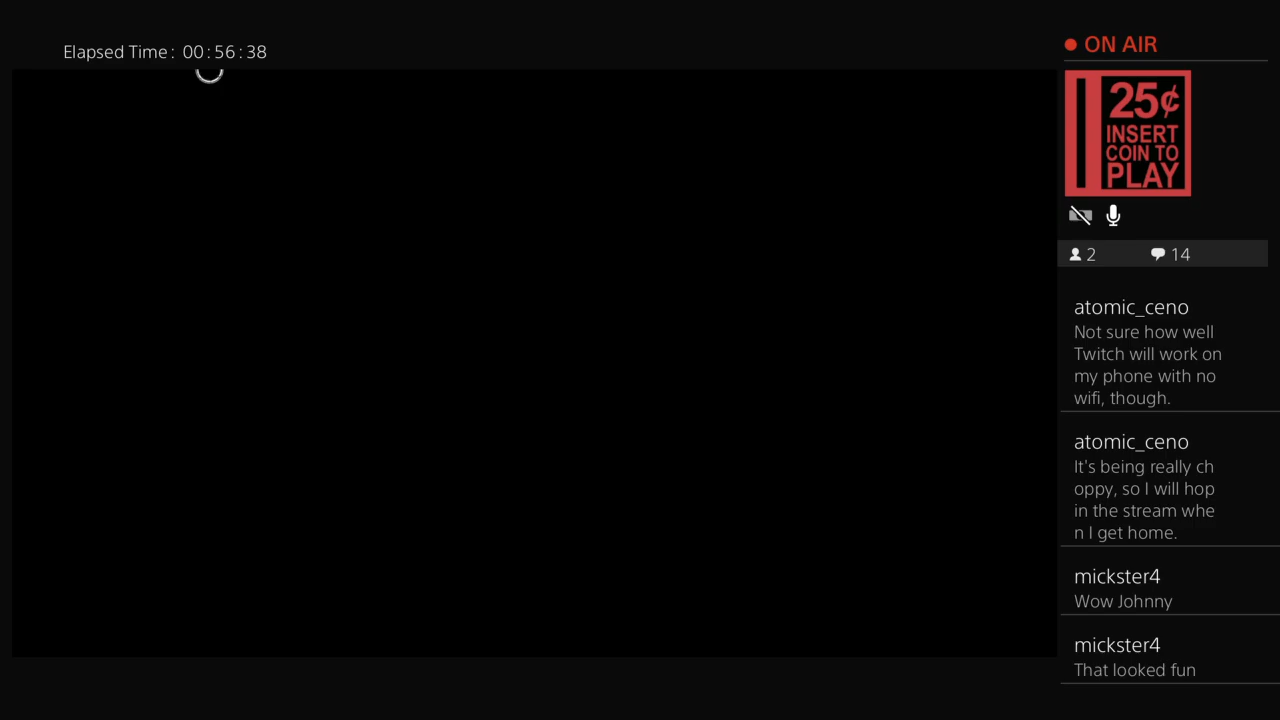 Elapsed Time: 00:56:38
ON AIR
25¢
INSERT
COIN TO
PLAY
2 14
atomic_ceno
Not sure how well
Twitch will work on
my phone with no
wifi, though.
atomic_ceno
It's being really ch
oppy, so I will hop
in the stream whe
n I get home.
mickster4
Wow Johnny
mickster4
That looked fun